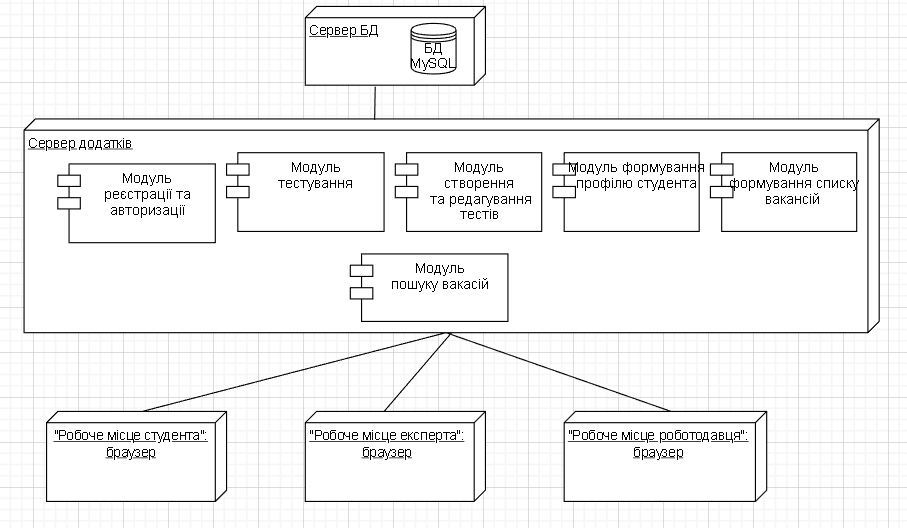 Сервер БД
БД
MySQL
Сервер додатків
Модуль
реєстрації та
авторизації
Модуль
тестування
Модуль
створення
та редагування
тестів
Модуль формування
профілю студента
Модуль
формування списку
вакансій
Модуль
пошуку вакасій
"Робоче місце студента":
браузер
"Робоче місце експерта":
браузер
"Робоче місце роботодавця":
браузер